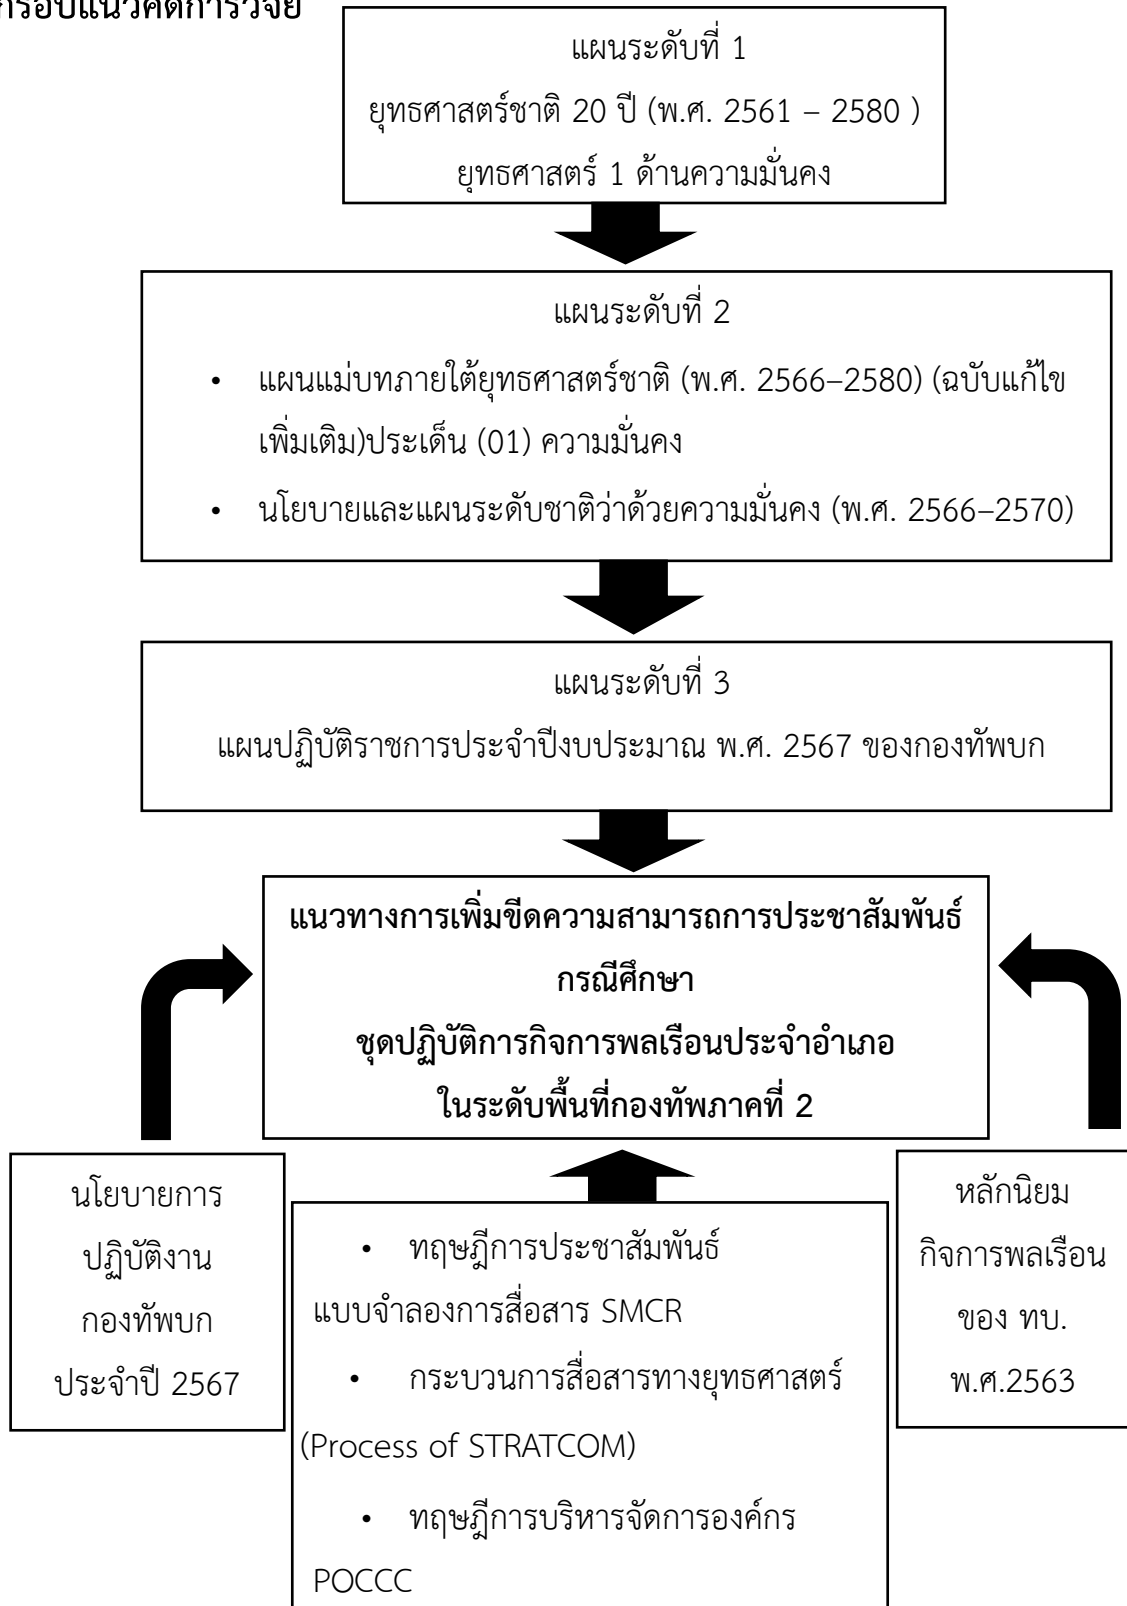 กรอบแนวคิดการวิจัย
แผนระดับที่ 1
ยุทธศาสตร์ชาติ 20 ปี (พ.ศ. 2561 – 2580 )
ยุทธศาสตร์ 1 ด้านความมั่นคง
แผนระดับที่ 2
• แผนแม่บทภายใต้ยุทธศาสตร์ชาติ (พ.ศ. 2566–2580) (ฉบับแก้ไข
เพิ่มเติม)ประเด็น (01) ความมั่นคง
• นโยบายและแผนระดับชาติว่าด้วยความมั่นคง (พ.ศ. 2566–2570)
แผนระดับที่ 3
แผนปฏิบัติราชการประจำปีงบประมาณ พ.ศ. 2567 ของกองทัพบก
แนวทางการเพิ่มขีดความสามารถการประชาสัมพันธ์
กรณีศึกษา
ชุดปฏิบัติการกิจการพลเรือนประจำอำเภอ
ในระดับพื้นที่กองทัพภาคที่ 2
นโยบายการ
ปฏิบัติงาน
กองทัพบก
ประจำปี 2567
• ทฤษฎีการประชาสัมพันธ์
แบบจำลองการสื่อสาร SMCR
• กระบวนการสื่อสารทางยุทธศาสตร์
(Process of STRATCOM)
• ทฤษฎีการบริหารจัดการองค์กร
POCCC
หลักนิยม
กิจการพลเรือน
ของ ทบ.
พ.ศ.2563